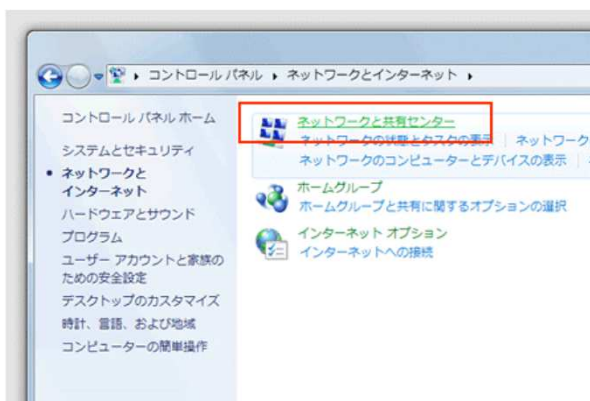 コントロール パネル ▸ ネットワークとインターネット ▸
コントロール パネル ホーム
システムとセキュリティ
• ネットワークと
インターネット
ハードウェアとサウンド
プログラム
ユーザー アカウントと家族の
ための安全設定
デスクトップのカスタマイズ
時計、言語、および地域
コンピューターの簡単操作
ネットワークと共有センター
ネットワークの状態とタスクの表示 | ネットワーク
ネットワークのコンピューターとデバイスの表示
ホームグループ
ホームグループと共有に関するオプションの選択
インターネット オプション
インターネットへの接続